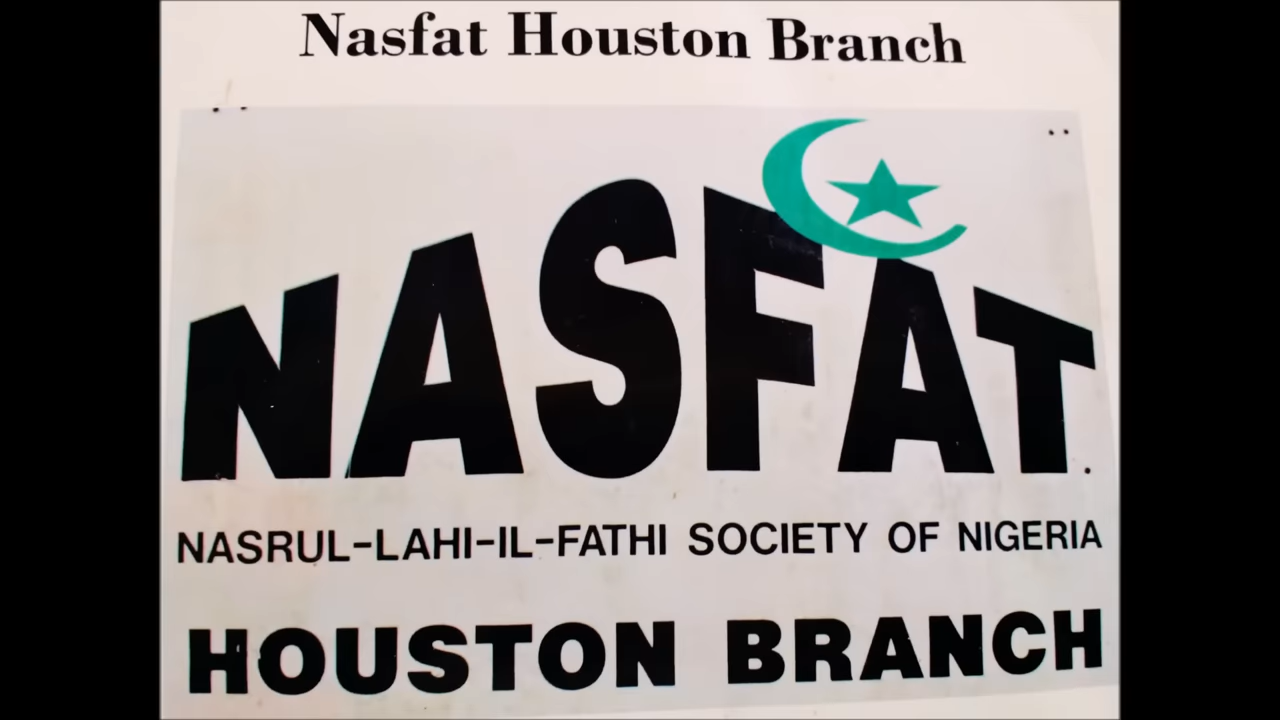 Nasfat Houston Branch
NASFAT
NASRUL-LAHI-IL-FATHI SOCIETY OF NIGERIA
HOUSTON BRANCH